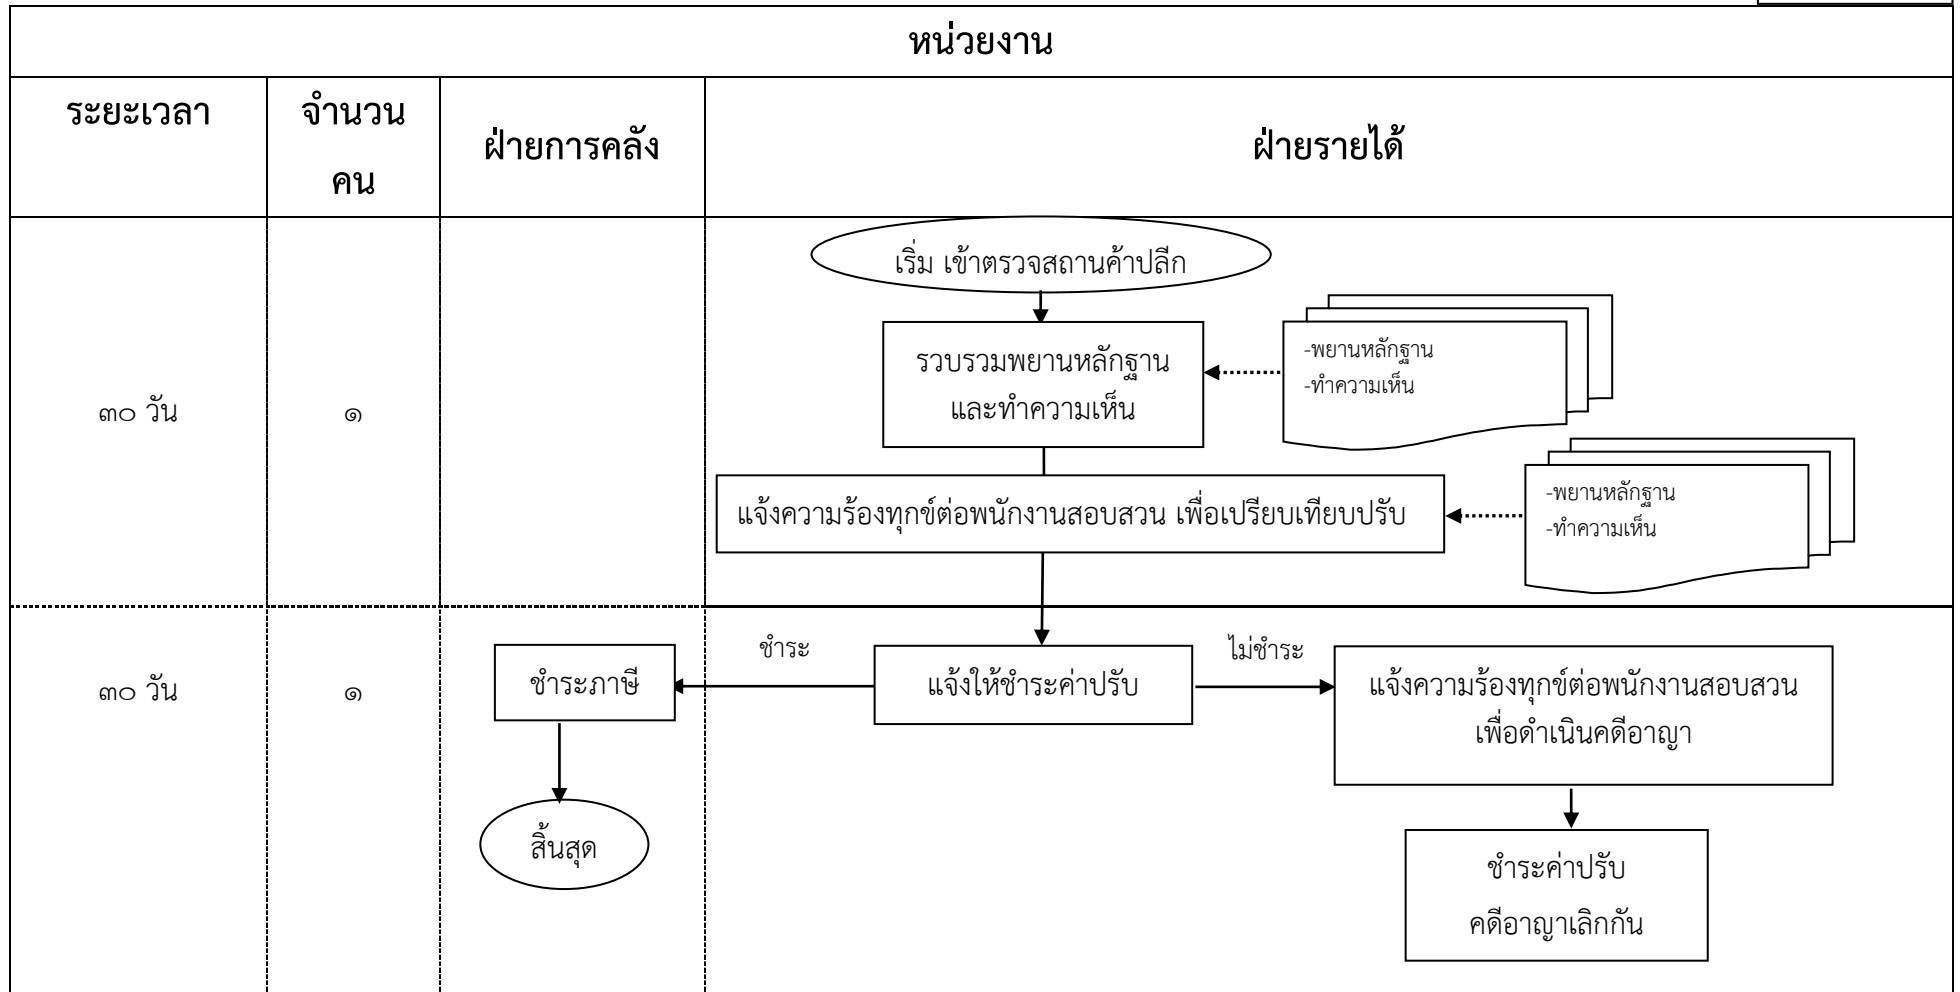 หน่วยงาน
ระยะเวลา
จำนวน
คน
ฝ่ายการคลัง
ฝ่ายรายได้
เริ่ม เข้าตรวจสถานค้าปลีก
รวบรวมพยานหลักฐาน
และทำความเห็น
-พยานหลักฐาน
-ทำความเห็น
๓๐ วัน
๑
แจ้งความร้องทุกข์ต่อพนักงานสอบสวน เพื่อเปรียบเทียบปรับ
-พยานหลักฐาน
-ทำความเห็น
๓๐ วัน
๑
ชำระภาษี
ชำระ
แจ้งให้ชำระค่าปรับ
ไม่ชำระ
แจ้งความร้องทุกข์ต่อพนักงานสอบสวน
เพื่อดำเนินคดีอาญา
สิ้นสุด
ชำระค่าปรับ
คดีอาญาเลิกกัน